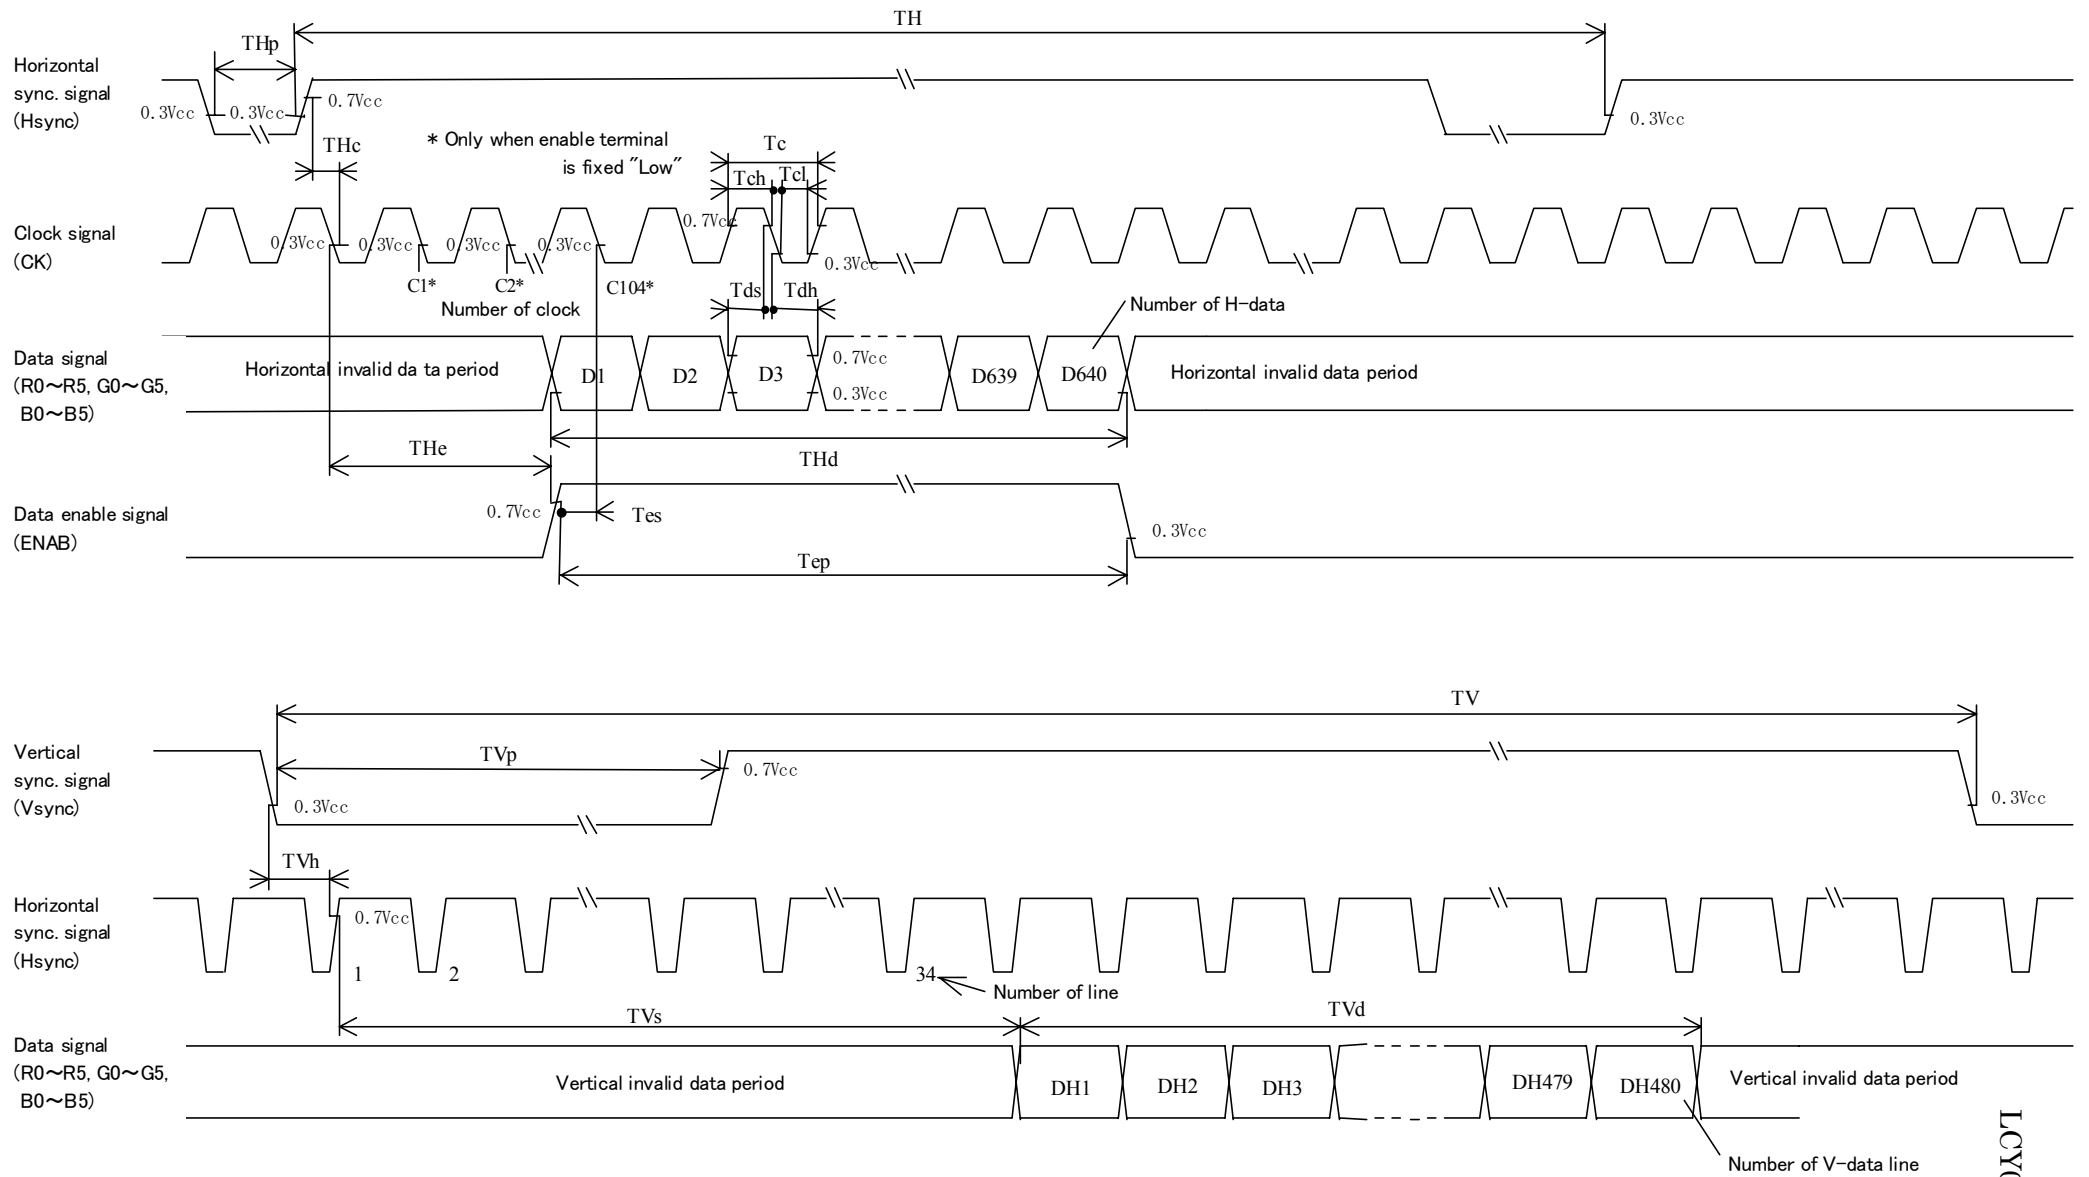 TH
THp
Horizontal
sync. signal
(Hsync)
0.3Vcc
0.3Vcc
0.7Vcc
0.3Vcc
THc
* Only when enable terminal
is fixed "Low"
Tc
Tch
Tcl
Clock signal
(CK)
0.3Vcc
0.3Vcc
0.3Vcc
0.3Vcc
0.7Vcc
0.3Vcc
C1*
C2*
C104*
Number of clock
Tds
Tdh
Number of H-data
Data signal
(R0~R5, G0~G5,
B0~B5)
Horizontal invalid da ta period
D1
D2
D3
0.7Vcc
0.3Vcc
D639
D640
Horizontal invalid data period
THe
THd
Data enable signal
(ENAB)
0.7Vcc
Tes
0.3Vcc
Tep
TV
Vertical
sync. signal
(Vsync)
TVp
0.7Vcc
0.3Vcc
0.3Vcc
TVh
Horizontal
sync. signal
(Hsync)
0.7Vcc
1
2
34
Number of line
TVs
TVd
Data signal
(R0~R5, G0~G5,
B0~B5)
Vertical invalid data period
DH1
DH2
DH3
DH479
DH480
Vertical invalid data period
Number of V-data line